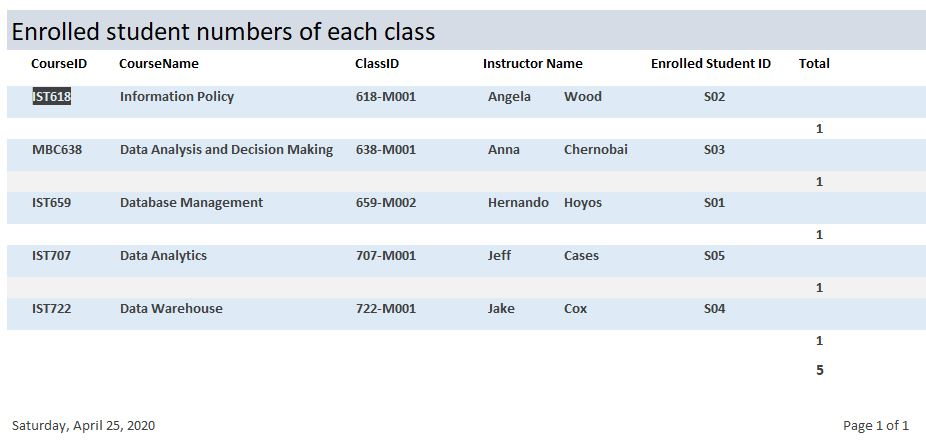 Enrolled student numbers of each class
CourseID CourseName ClassID Instructor Name Enrolled Student ID Total
IST618 Information Policy 618-M001 Angela Wood S02
1
MBC638 Data Analysis and Decision Making 638-M001 Anna Chernobai S03
1
IST659 Database Management 659-M002 Hernando Hoyos S01
1
IST707 Data Analytics 707-M001 Jeff Cases S05
1
IST722 Data Warehouse 722-M001 Jake Cox S04
1
5
Saturday, April 25, 2020 Page 1 of 1